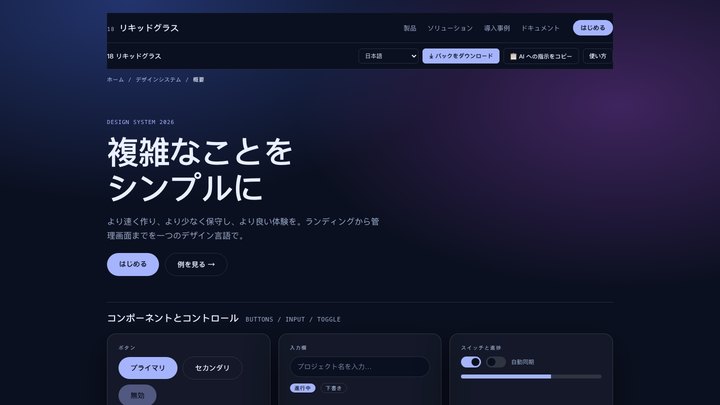 18 リキッドグラス
製品 ソリューション 導入事例 ドキュメント はじめる
18 リキッドグラス
日本語 パックをダウンロード AI への指示をコピー 使い方
ホーム / デザインシステム / 概要
DESIGN SYSTEM 2026
複雑なことを
シンプルに
より速く作り、より少なく保守し、より良い体験を。ランディングから管
理画面までを一つのデザイン言語で。
はじめる 例を見る →
コンポーネントとコントロール BUTTONS / INPUT / TOGGLE
ボタン
プライマリ セカンダリ
無効
入力欄
プロジェクト名を入力...
進行中 下書き
スイッチと進捗
自動同期